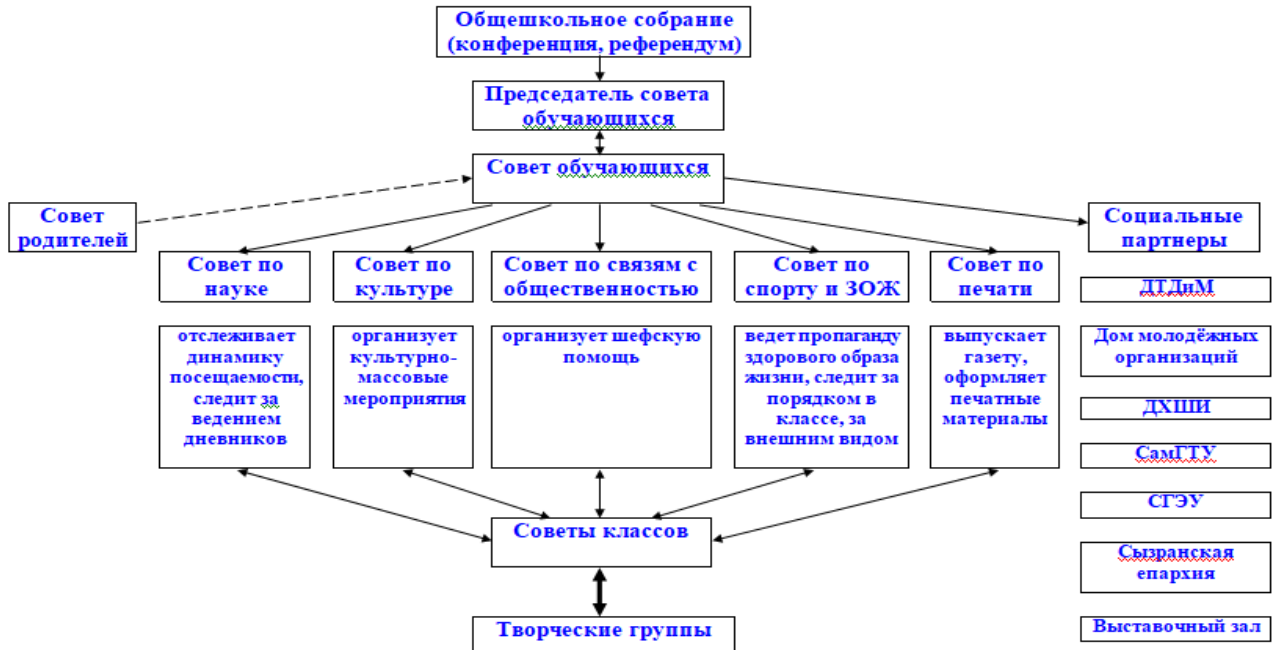 Общешкольное собрание
(конференция, референдум)
Председатель совета
обучающихся
Совет обучающихся
Совет
родителей
Социальные
партнеры
Совет по
науке
Совет по
культуре
Совет по связям с
общественностью
Совет по
спорту и ЗОЖ
Совет по
печати
отслеживает
динамику
посещаемости,
следит за
ведением
дневников
организует
культурно-
массовые
мероприятия
организует шефскую
помощь
ведет пропаганду
здорового образа
жизни, следит за
порядком в
классе, за
внешним видом
выпускает
газету,
оформляет
печатные
материалы
ДТДиМ
Дом молодёжных
организаций
ДХШИ
СамГТУ
СГЭУ
Сызранская
епархия
Выставочный зал
Советы классов
Творческие группы